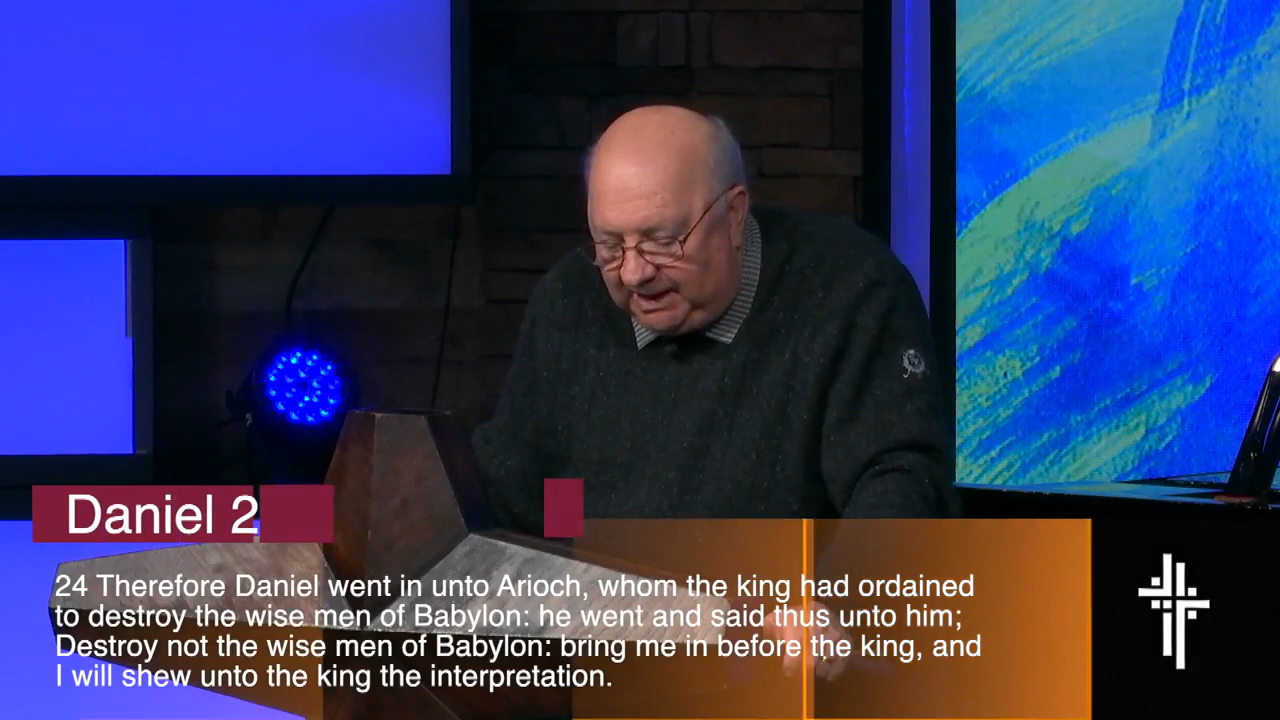 Daniel 2
24 Therefore Daniel went in unto Arioch, whom the king had ordained
to destroy the wise men of Babylon: he went and said thus unto him;
Destroy not the wise men of Babylon: bring me in before the king, and
I will shew unto the king the interpretation.